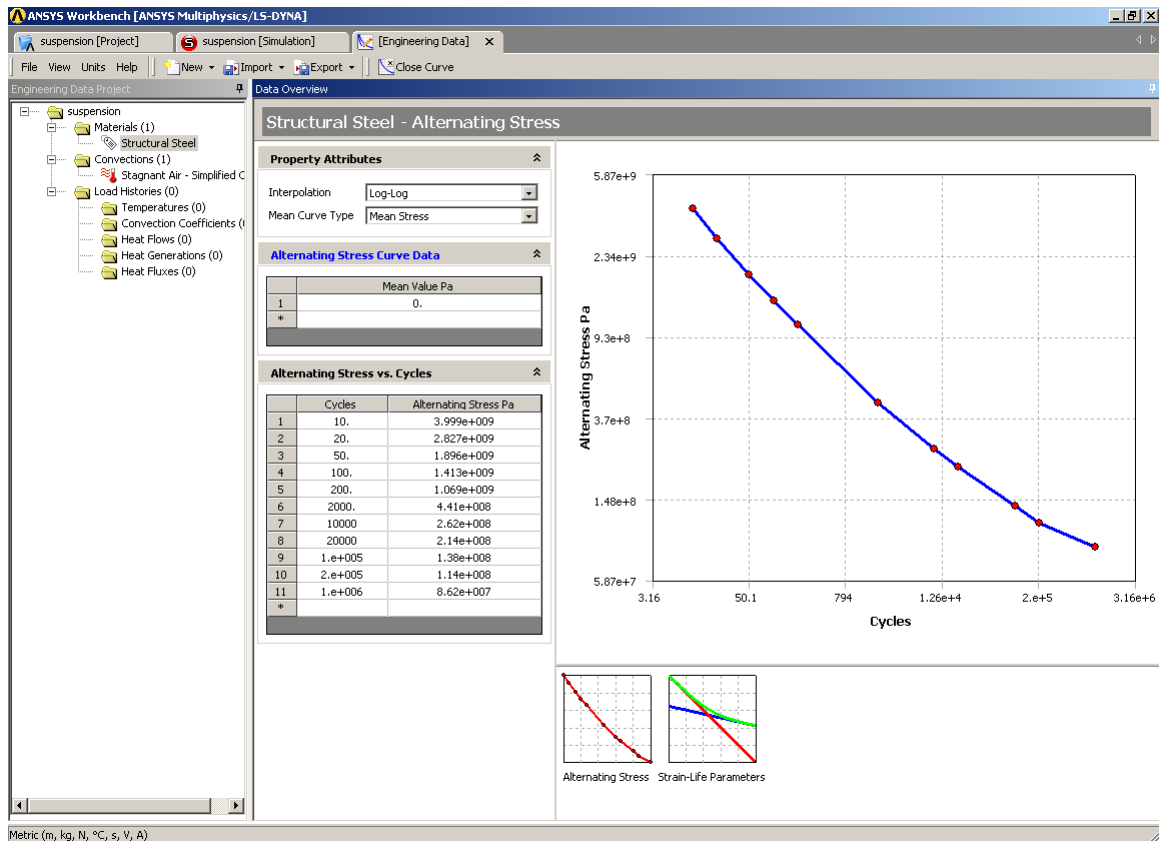 ANSYS Workbench [ANSYS Multiphysics/LS-DYNA]
suspension [Project] suspension [Simulation] [Engineering Data] X
File View Units Help New Import Export Close Curve
Engineering Data Project
suspension
Materials (1)
Structural Steel
Convections (1)
Stagnant Air - Simplified C
Load Histories (0)
Temperatures (0)
Convection Coefficients (
Heat Flows (0)
Heat Generations (0)
Heat Fluxes (0)
Data Overview
Structural Steel - Alternating Stress
Property Attributes
Interpolation Log-Log
Mean Curve Type Mean Stress
Alternating Stress Curve Data
Mean Value Pa
1 0.
*
Alternating Stress vs. Cycles
Cycles Alternating Stress Pa
1 10. 3.999e+009
2 20. 2.827e+009
3 50. 1.896e+009
4 100. 1.413e+009
5 200. 1.069e+009
6 2000. 4.41e+008
7 10000 2.62e+008
8 20000 2.14e+008
9 1.e+005 1.38e+008
10 2.e+005 1.14e+008
11 1.e+006 8.62e+007
*
Alternating Stress Pa
5.87e+9
2.34e+9
9.3e+8
3.7e+8
1.48e+8
5.87e+7
3.16 50.1 794 1.26e+4 2.e+5 3.16e+6
Cycles
Alternating Stress Strain-Life Parameters
Metric (m, kg, N, °C, s, V, A)